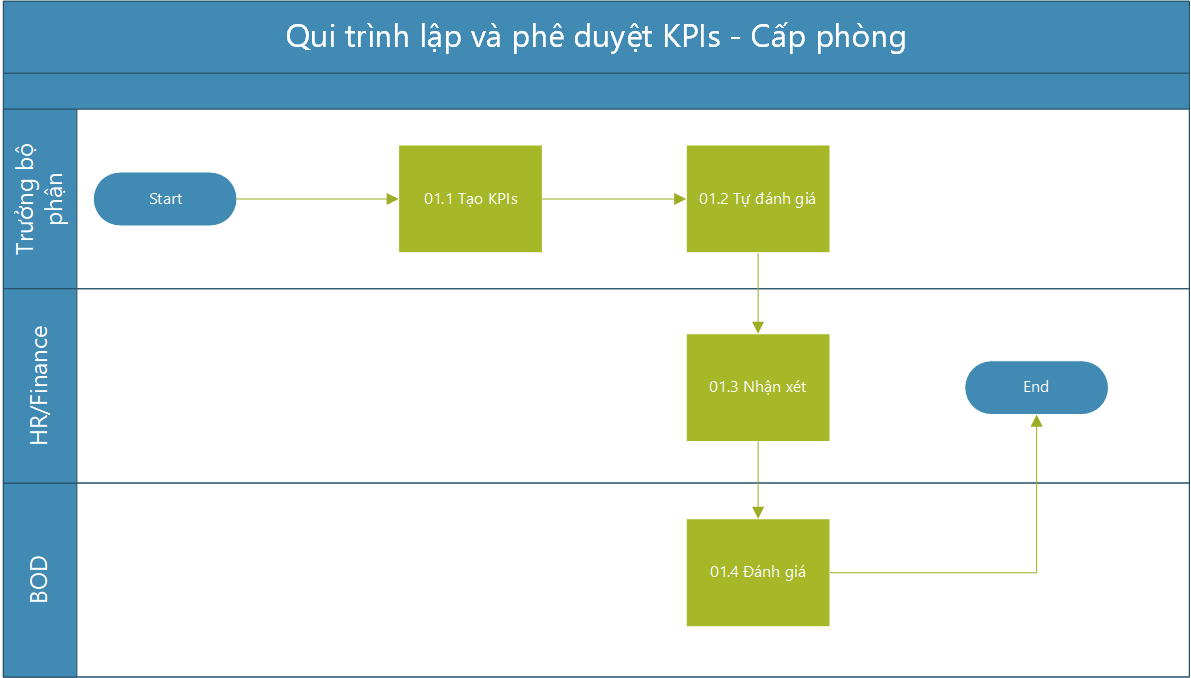 Qui trình lập và phê duyệt KPIs - Cấp phòng
Trưởng bộ
phận
Start
01.1 Tạo KPIs
01.2 Tự đánh giá
HR/Finance
01.3 Nhận xét
End
BOD
01.4 Đánh giá